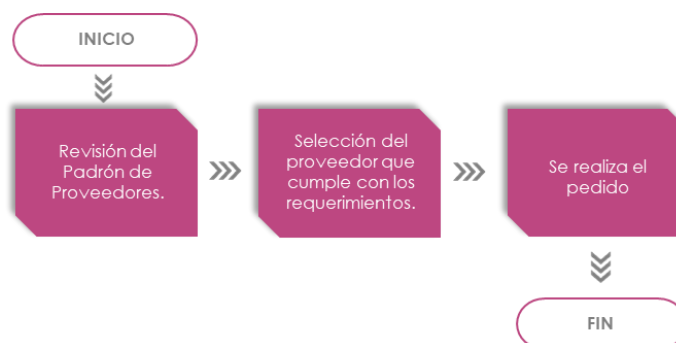 INICIO
Revisión del
Padrón de
Proveedores.
Selección del
proveedor que
cumple con los
requerimientos.
Se realiza el
pedido
FIN